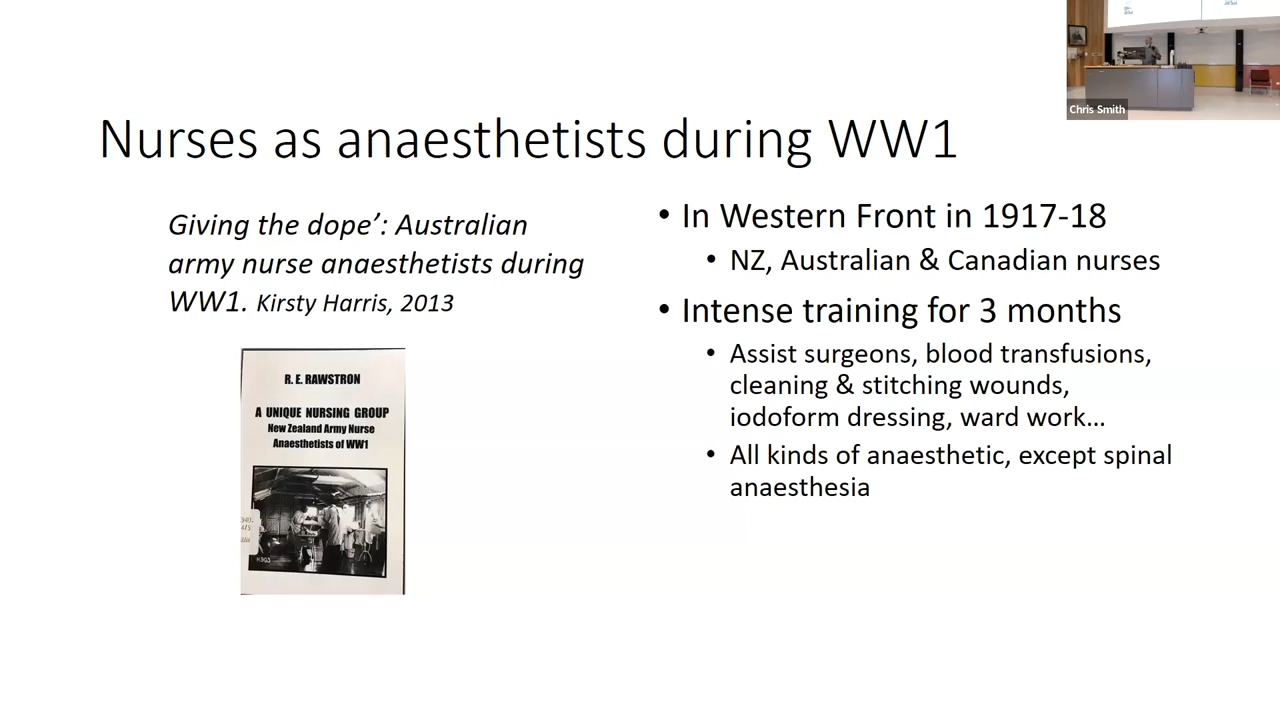 Chris Smith
Nurses as anaesthetists during WW1
Giving the dope’: Australian
army nurse anaesthetists during
WW1. Kirsty Harris, 2013
R. E. RAWSTRON
A UNIQUE NURSING GROUP
New Zealand Army Nurse
Anaesthetists of WW1
H303
• In Western Front in 1917-18
• NZ, Australian & Canadian nurses
• Intense training for 3 months
• Assist surgeons, blood transfusions,
cleaning & stitching wounds,
iodoform dressing, ward work…
• All kinds of anaesthetic, except spinal
anaesthesia